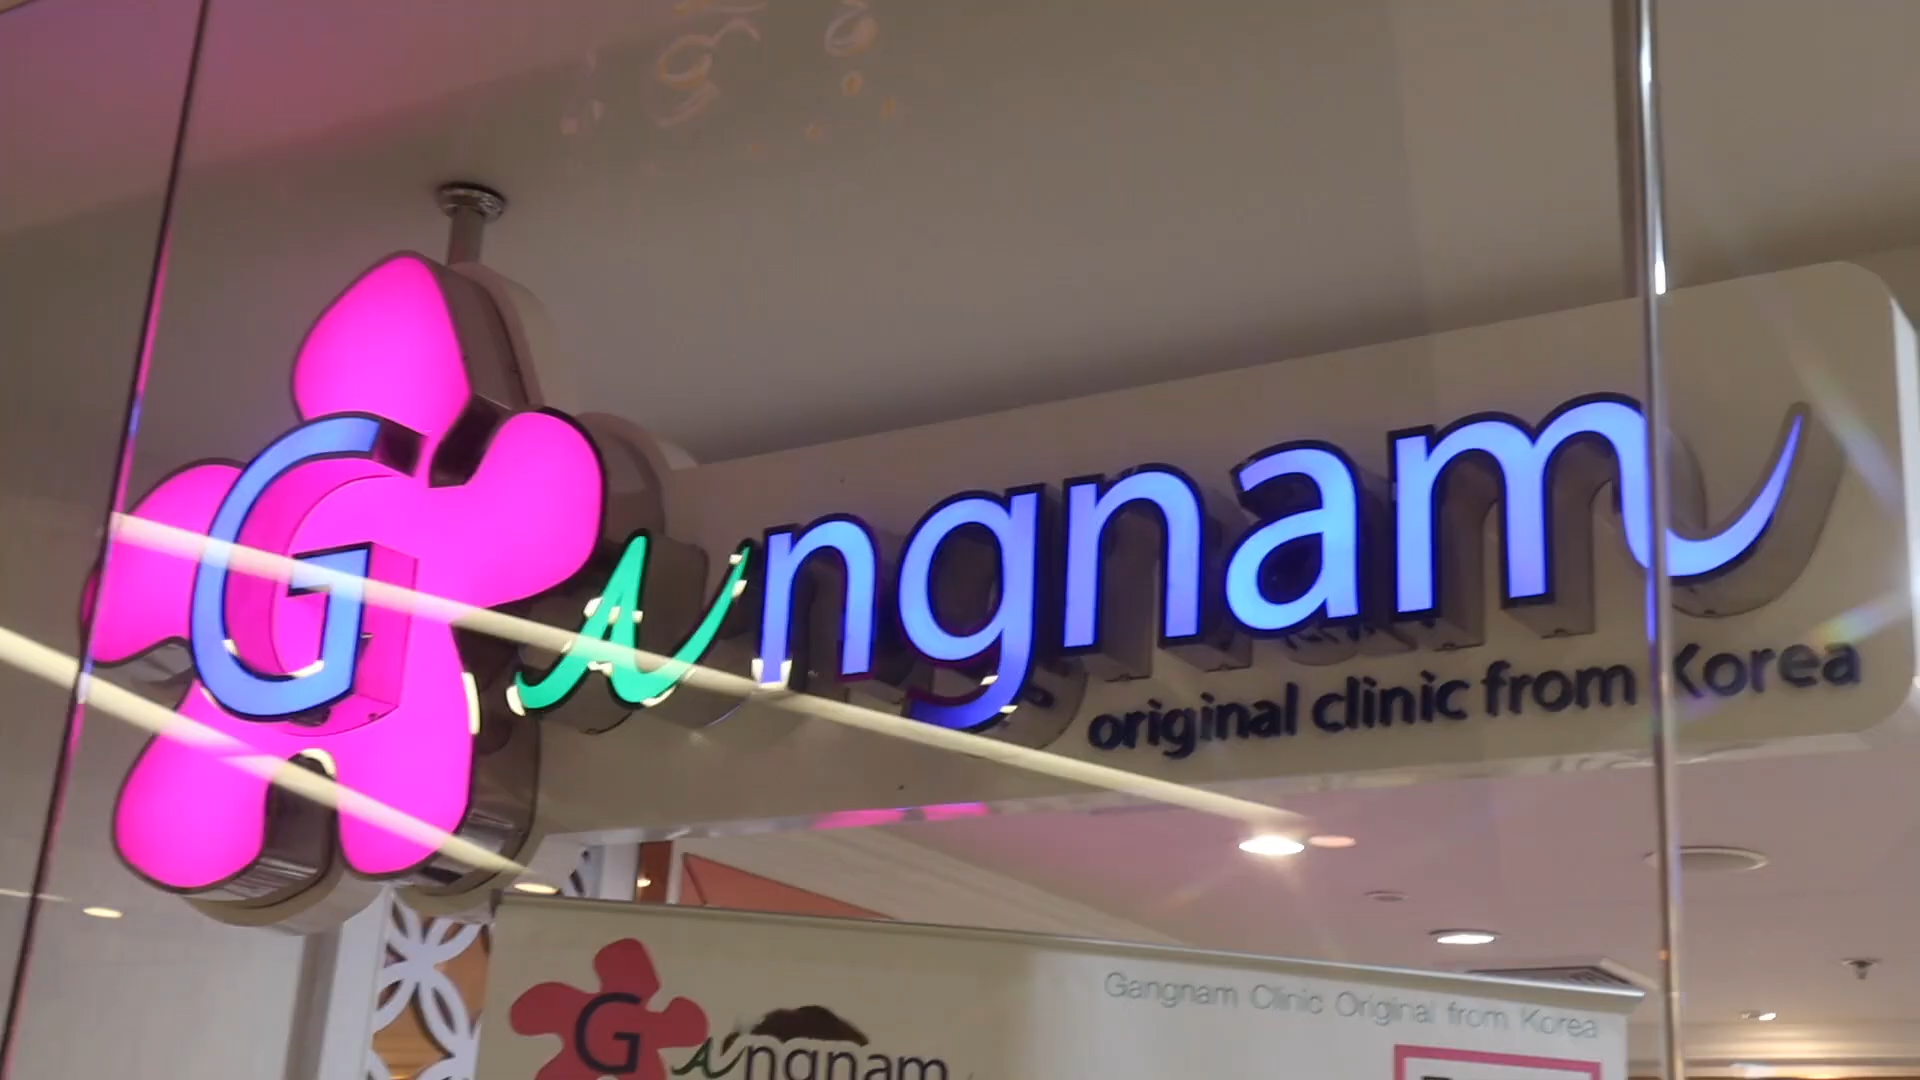 Gangnam
original clinic from Korea
Gangnam Clinic Original from Korea
Gangnam